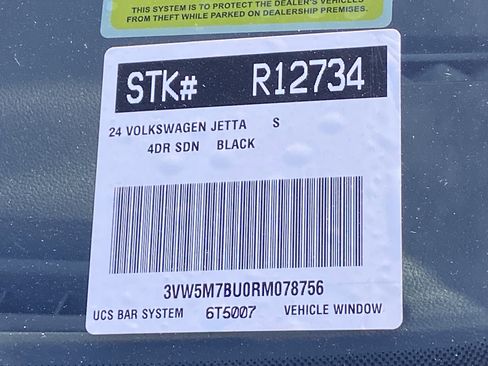 THIS SYSTEM IS TO PROTECT THE DEALER'S VEHICLES
FROM THEFT WHILE PARKED ON DEALERSHIP PREMISES.
STK# R12734
24 VOLKSWAGEN JETTA S
4DR SDN BLACK
3VW5M7BU0RM078756
UCS BAR SYSTEM 6T5007 VEHICLE WINDOW